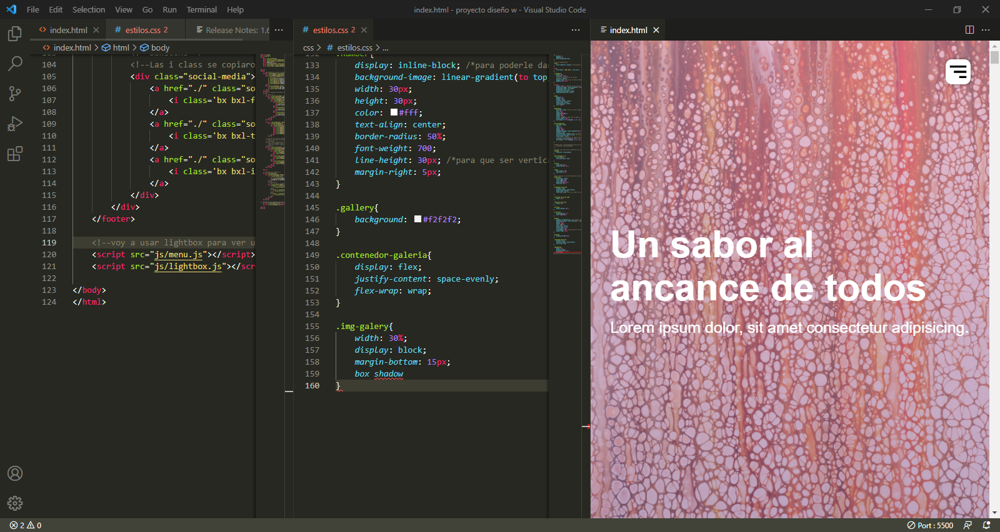 File Edit Selection View Go Run Terminal Help
index.html - proyecto diseño w - Visual Studio Code
index.html
# estilos.css 2
Release Notes: 1.6
index.html > html > body
104 <!--Las i class se copiaro
105 <div class="social-media">
106 <a href="./" class="so
107 <i class='bx bxl-f
108 </a>
109 <a href="./" class="so
110 <i class='bx bxl-t
111 </a>
112 <a href="./" class="so
113 <i class='bx bxl-i
114 </a>
115 </div>
116 </div>
117 </footer>
118
119 <!--voy a usar lightbox para ver u
120 <script src="js/menu.js"></script>
121 <script src="js/lightbox.js"></scr
122
123 </body>
124 </html>
# estilos.css 2
css > # estilos.css > ...
132 .number{
133 display: inline-block; /*para poderle dar
134 background-image: linear-gradient(to top,
135 width: 30px;
136 height: 30px;
137 color: #fff;
138 text-align: center;
139 border-radius: 50%;
140 font-weight: 700;
141 line-height: 30px; /*para que ser vertica
142 margin-right: 5px;
143 }
144
145 .gallery{
146 background: #f2f2f2;
147 }
148
149 .contenedor-galeria{
150 display: flex;
151 justify-content: space-evenly;
152 flex-wrap: wrap;
153 }
154
155 .img-galery{
156 width: 30%;
157 display: block;
158 margin-bottom: 15px;
159 box shadow
160 }
index.html
Un sabor al
ancance de todos
Lorem ipsum dolor, sit amet consectetur adipisicing.
2 0
Port : 5500